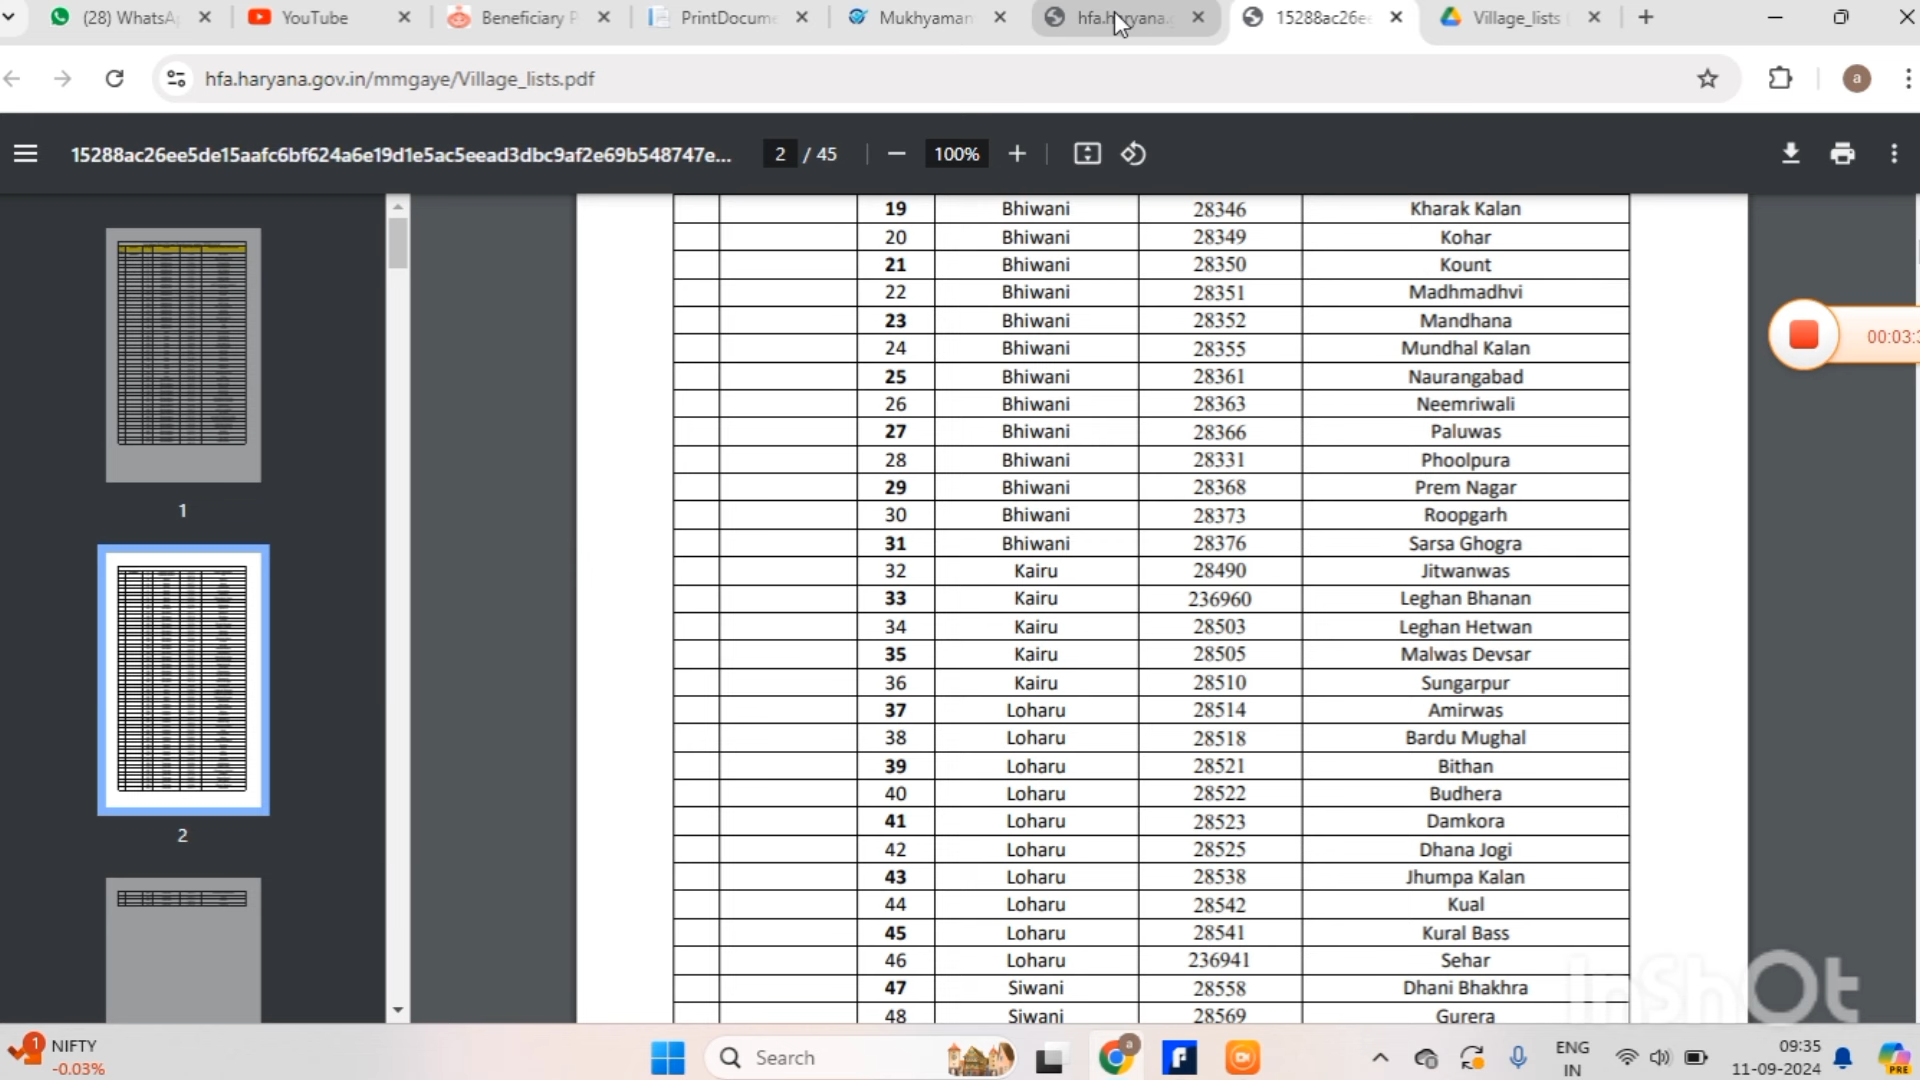 (28) WhatsA
YouTube
Beneficiary P
PrintDocume
Mukhyaman
hfa.haryana.
15288ac26ee
Village_lists
hfa.haryana.gov.in/mmgaye/Village_lists.pdf
a
15288ac26ee5de15aafc6bf624a6e19d1e5ac5eead3dbc9af2e69b548747e...
2 / 45
100%
19 Bhiwani 28346 Kharak Kalan
20 Bhiwani 28349 Kohar
21 Bhiwani 28350 Kount
22 Bhiwani 28351 Madhmadhvi
23 Bhiwani 28352 Mandhana
24 Bhiwani 28355 Mundhal Kalan
25 Bhiwani 28361 Naurangabad
26 Bhiwani 28363 Neemriwali
27 Bhiwani 28366 Paluwas
28 Bhiwani 28331 Phoolpura
29 Bhiwani 28368 Prem Nagar
30 Bhiwani 28373 Roopgarh
31 Bhiwani 28376 Sarsa Ghogra
32 Kairu 28490 Jitwanwas
33 Kairu 236960 Leghan Bhanan
34 Kairu 28503 Leghan Hetwan
35 Kairu 28505 Malwas Devsar
36 Kairu 28510 Sungarpur
37 Loharu 28514 Amirwas
38 Loharu 28518 Bardu Mughal
39 Loharu 28521 Bithan
40 Loharu 28522 Budhera
41 Loharu 28523 Damkora
42 Loharu 28525 Dhana Jogi
43 Loharu 28538 Jhumpa Kalan
44 Loharu 28542 Kual
45 Loharu 28541 Kural Bass
46 Loharu 236941 Sehar
47 Siwani 28558 Dhani Bhakhra
48 Siwani 28569 Gurera
1
2
00:03:3
InShOt
1
NIFTY
-0.03%
Search
a
ENG
IN
09:35
11-09-2024
PRE